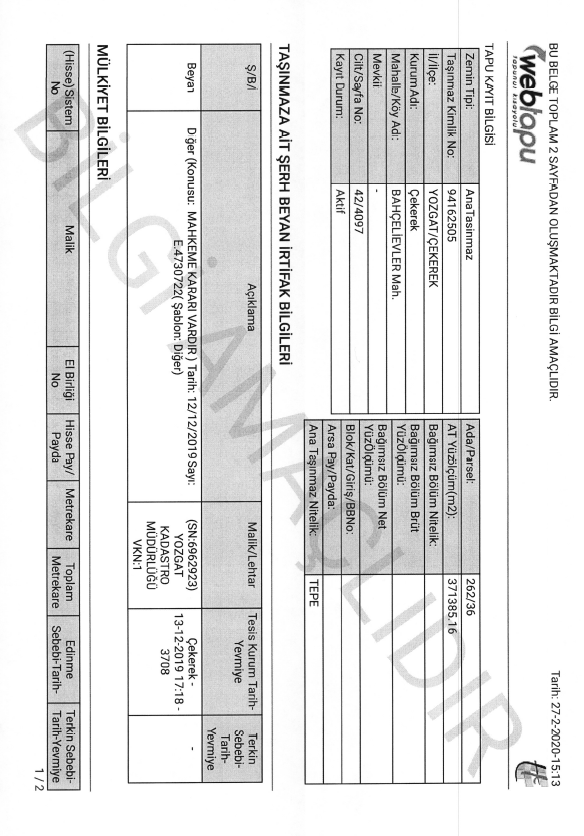 BU BELGE TOPLAM 2 SAYFADAN OLUŞMAKTADIR BİLGİ AMAÇLIDIR.
Tarih: 27-2-2020-15:13
webtapu
tapunuz kısayolu
TAPU KAYIT BİLGİSİ
Zemin Tipi: AnaTasinmaz
Taşınmaz Kimlik No: 94162505
İl/İlçe: YOZGAT/ÇEKEREK
Kurum Adı: Çekerek
Mahalle/Köy Adı: BAHÇELİEVLER Mah.
Mevkii: -
Cilt/Sayfa No: 42/4097
Kayıt Durum: Aktif
Ada/Parsel: 262/36
AT Yüzölçüm(m2): 371385.16
Bağımsız Bölüm Nitelik:
Bağımsız Bölüm Brüt
YüzÖlçümü:
Bağımsız Bölüm Net
YüzÖlçümü:
Blok/Kat/Giriş/BBNo:
Arsa Pay/Payda:
Ana Taşınmaz Nitelik: TEPE
TAŞINMAZA AİT ŞERH BEYAN İRTİFAK BİLGİLERİ
Ş/B/İ
Açıklama
Malik/Lehtar
Tesis Kurum Tarih-
Yevmiye
Terkin
Sebebi-
Tarih-
Yevmiye
Beyan
D ğer (Konusu: MAHKEME KARARI VARDIR ) Tarih: 12/12/2019 Sayı:
E.4730722( Şablon: Diğer)
(SN:6962923)
YOZGAT
KADASTRO
MÜDÜRLÜĞÜ
VKN:1
Çekerek -
13-12-2019 17:18 -
3708
-
MÜLKİYET BİLGİLERİ
(Hisse) Sistem
No
Malik
El Birliği
No
Hisse Pay/
Payda
Metrekare
Toplam
Metrekare
Edinme
Sebebi-Tarih-
Terkin Sebebi-
Tarih-Yevmiye
1 / 2
BİLGİ AMAÇLIDIR